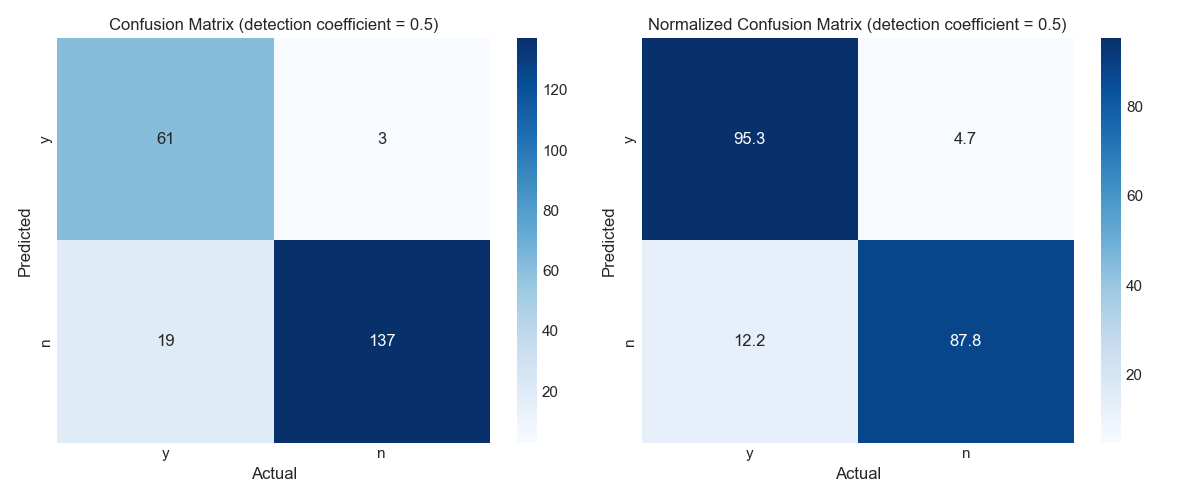 Confusion Matrix (detection coefficient = 0.5)
y
n
Predicted
61
3
19
137
y
n
Actual
120
100
80
60
40
20
Normalized Confusion Matrix (detection coefficient = 0.5)
y
n
Predicted
95.3
4.7
12.2
87.8
y
n
Actual
80
60
40
20